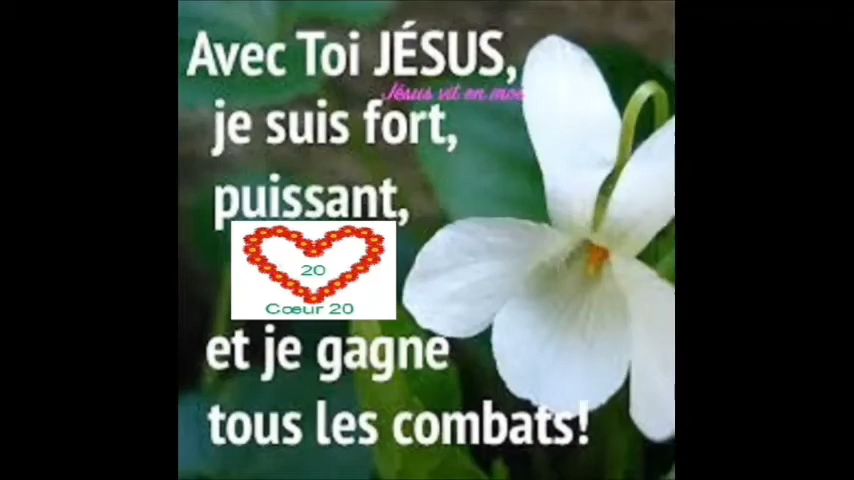 Avec Toi JÉSUS,
Jésus vit en moi
je suis fort,
puissant,
20
Cœur 20
et je gagne
tous les combats!